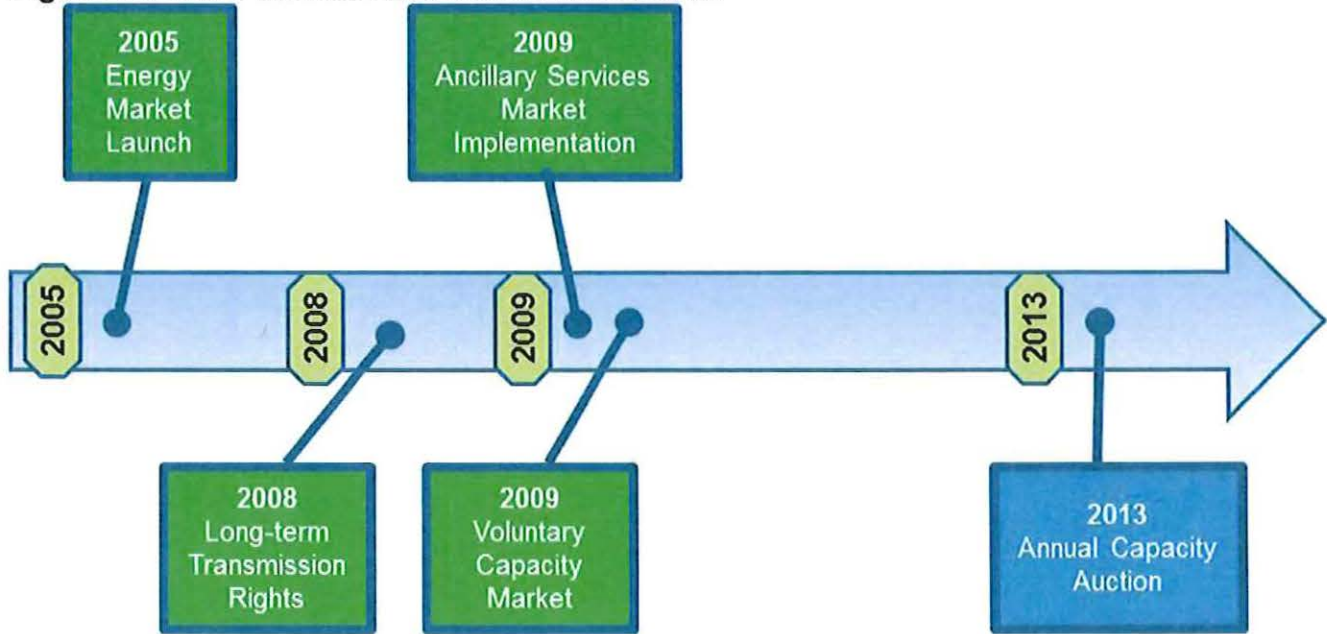 2005
Energy
Market
Launch
2009
Ancillary Services
Market
Implementation
2005
2008
2009
2013
2008
Long-term
Transmission
Rights
2009
Voluntary
Capacity
Market
2013
Annual Capacity
Auction